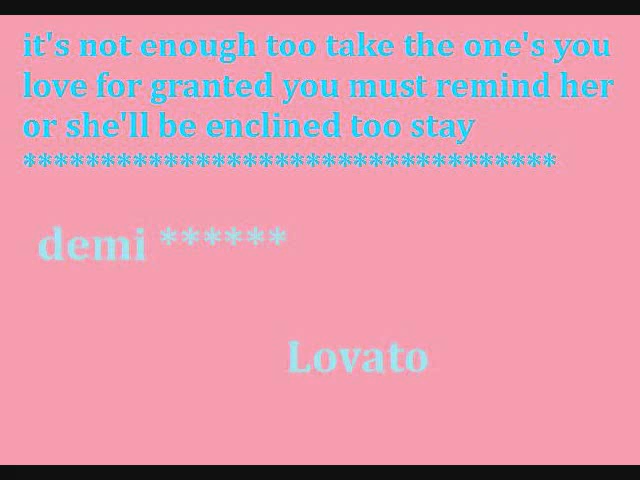 it's not enough too take the one's you
love for granted you must remind her
or she'll be enclined too stay
***********************************
demi ******
Lovato